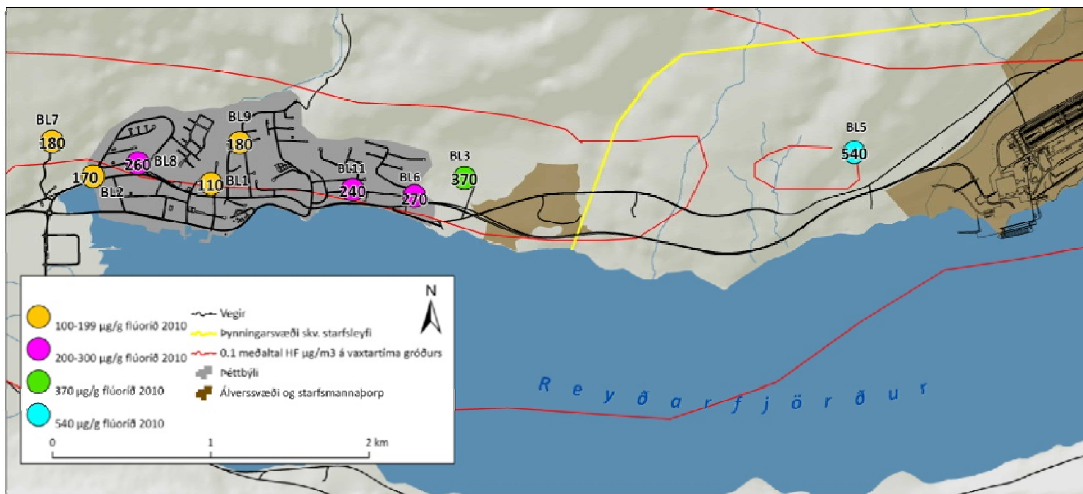 BL7
180
170
BL2
260
BL8
BL9
180
110
BL1
BL11
240
BL6
270
BL3
370
BL5
540
100-199 µg/g flúoríð 2010
200-300 µg/g flúoríð 2010
370 µg/g flúoríð 2010
540 µg/g flúoríð 2010
N
Vegir
Þynningarsvæði skv. starfsleyfi
0.1 meðaltal HF µg/m3 á vaxtartíma gróðurs
Þéttbýli
Álverssvæði og starfsmannaþorp
0 1 2 km
Reyðarfjörður